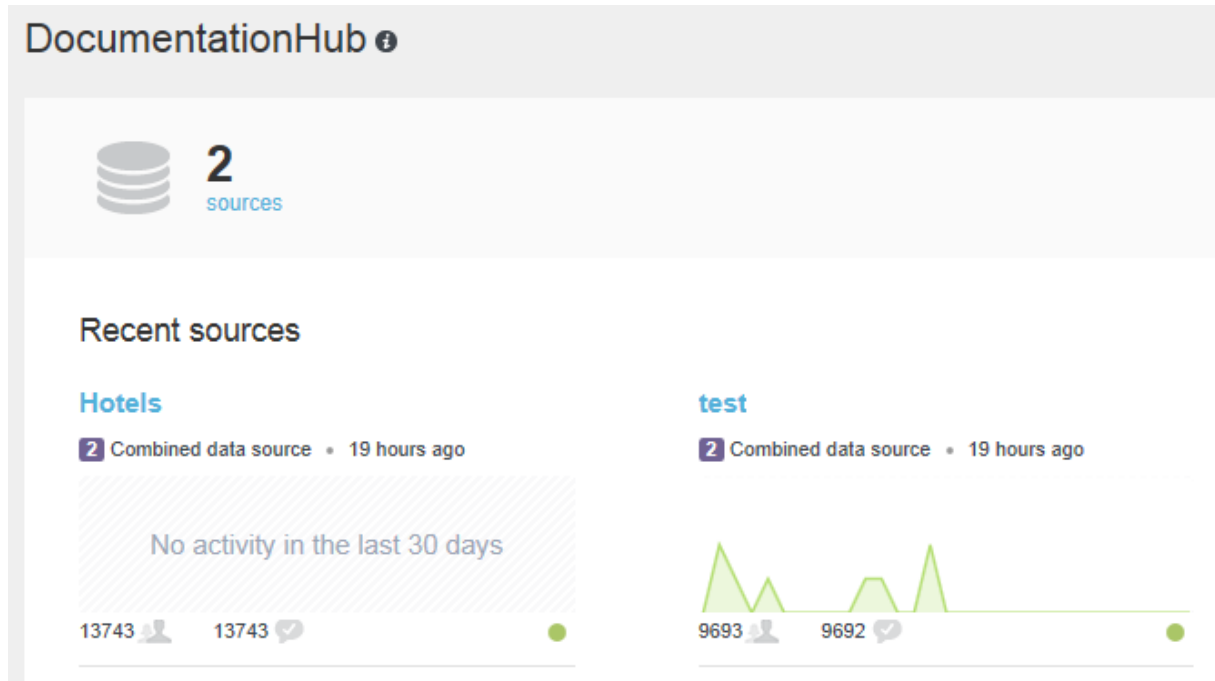 DocumentationHub
2
sources
Recent sources
Hotels
2 Combined data source • 19 hours ago
No activity in the last 30 days
13743 13743
test
2 Combined data source • 19 hours ago
9693 9692